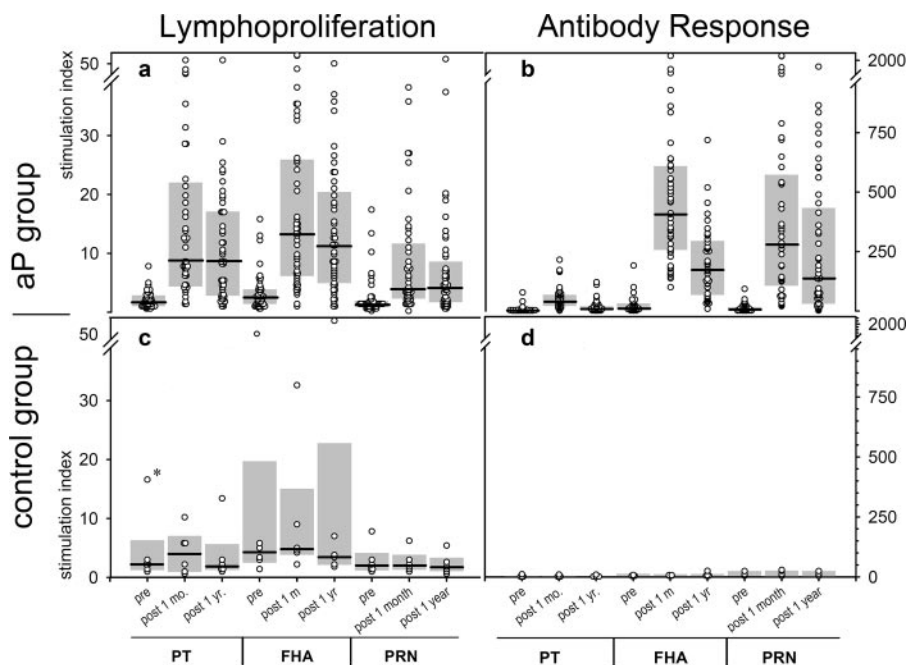 Lymphoproliferation
Antibody Response
aP group
stimulation index
50
30
20
10
a
b
2000
750
500
250
control group
stimulation index
50
30
20
10
0
c
*
d
2000
750
500
250
0
pre
post 1 mo.
post 1 yr.
pre
post 1 m
post 1 yr
pre
post 1 month
post 1 year
pre
post 1 mo.
post 1 yr.
pre
post 1 m
post 1 yr
pre
post 1 month
post 1 year
PT
FHA
PRN
PT
FHA
PRN